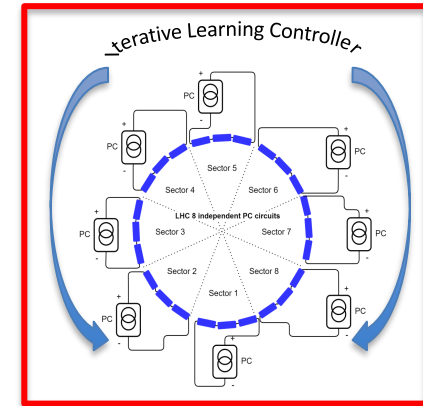 Iterative Learning Controller
+
PC
-
+
PC
-
+
PC
-
Sector 5
Sector 4
Sector 6
LHC 8 independent PC circuits
+
PC
-
Sector 3
Sector 7
+
PC
-
Sector 2
Sector 8
+
PC
-
Sector 1
+
PC
-
+
PC
-